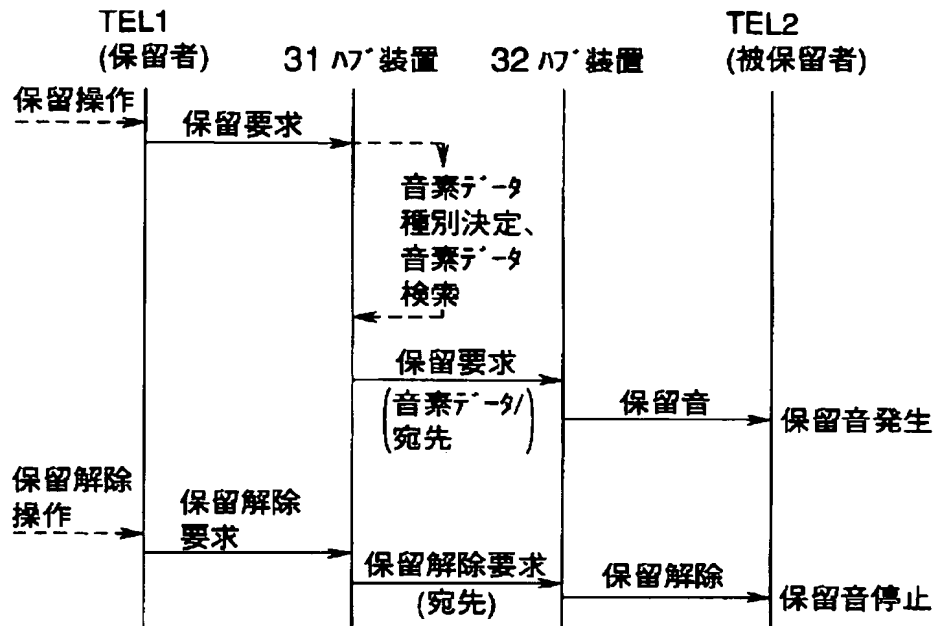 TEL1
(保留者)
31 ﾊﾌﾞ装置
32 ﾊﾌﾞ装置
TEL2
(被保留者)
保留操作
保留要求
音素ﾃﾞｰﾀ
種別決定、
音素ﾃﾞｰﾀ
検索
保留要求
(音素ﾃﾞｰﾀ/
宛先)
保留音
保留音発生
保留解除
操作
保留解除
要求
保留解除要求
(宛先)
保留解除
保留音停止